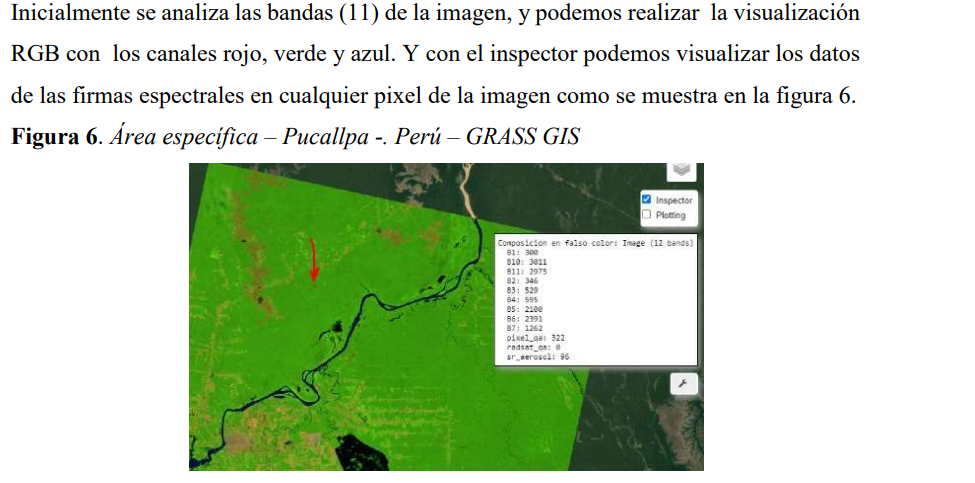 Inicialmente se analiza las bandas (11) de la imagen, y podemos realizar la visualización
RGB con los canales rojo, verde y azul. Y con el inspector podemos visualizar los datos
de las firmas espectrales en cualquier pixel de la imagen como se muestra en la figura 6.
Figura 6. Área específica – Pucallpa -. Perú – GRASS GIS
Inspector
Plotting
Composicion en falso color: Image (12 bands)
B1: 300
B10: 3011
B11: 2975
B2: 346
B3: 529
B4: 595
B5: 2100
B6: 2391
B7: 1262
pixel_qa: 322
radsat_qa: 0
sr_aerosol: 96